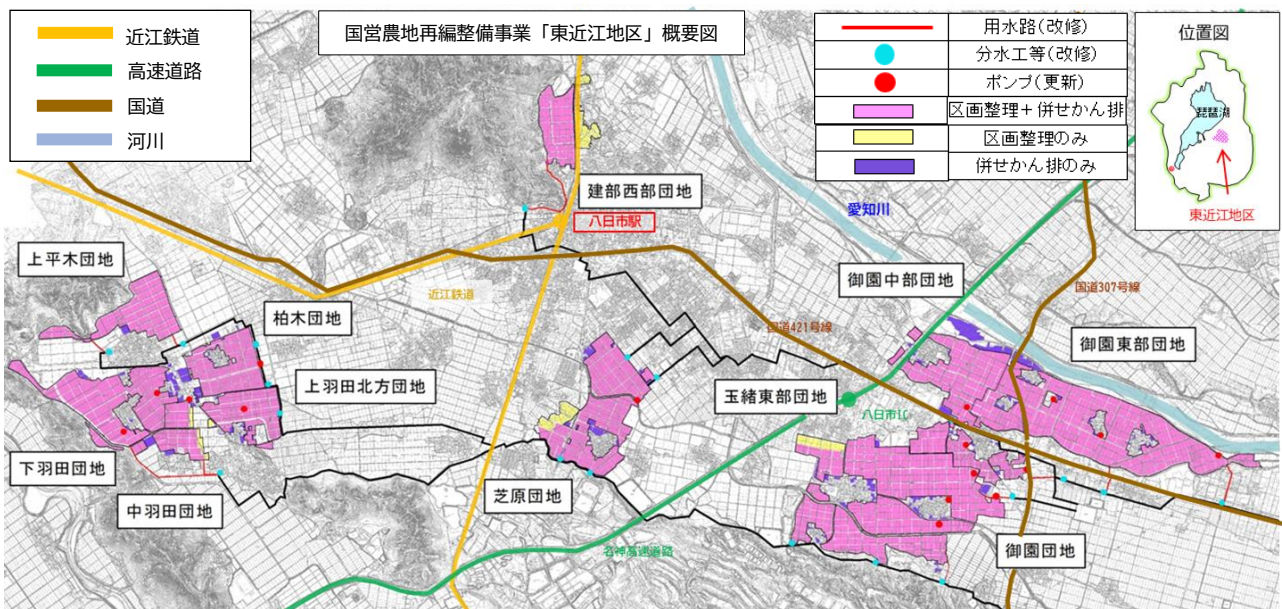 近江鉄道
高速道路
国道
河川
国営農地再編整備事業「東近江地区」概要図
用水路(改修)
分水工等(改修)
ポンプ(更新)
区画整理+併せかん排
区画整理のみ
併せかん排のみ
位置図
琵琶湖
東近江地区
建部西部団地
八日市駅
愛知川
上平木団地
御園中部団地
近江鉄道
国道307号線
柏木団地
国道421号線
御園東部団地
上羽田北方団地
玉緒東部団地
八日市IC
下羽田団地
芝原団地
中羽田団地
御園団地
名神高速道路